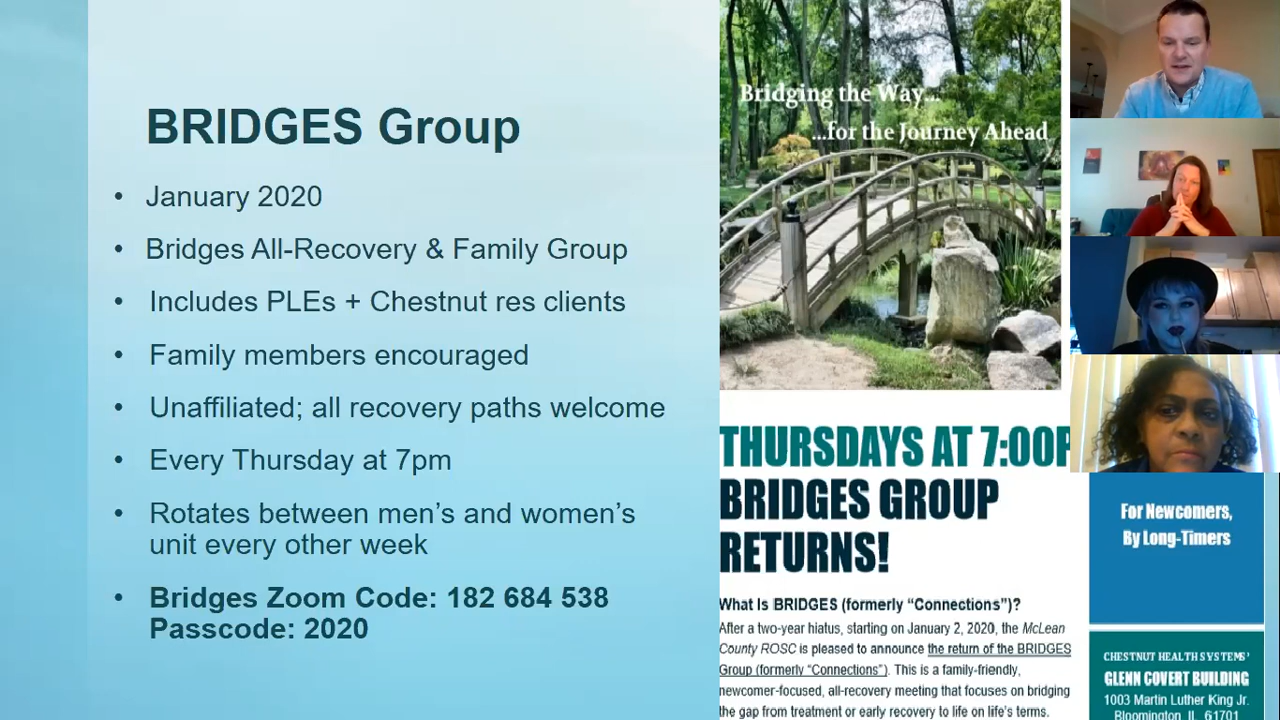 BRIDGES Group
• January 2020
• Bridges All-Recovery & Family Group
• Includes PLEs + Chestnut res clients
• Family members encouraged
• Unaffiliated; all recovery paths welcome
• Every Thursday at 7pm
• Rotates between men's and women's
unit every other week
• Bridges Zoom Code: 182 684 538
Passcode: 2020
Bridging the Way...
...for the Journey Ahead
THURSDAYS AT 7:00P
BRIDGES GROUP
RETURNS!
What Is BRIDGES (formerly “Connections”)?
After a two-year hiatus, starting on January 2, 2020, the McLean
County ROSC is pleased to announce the return of the BRIDGES
Group (formerly “Connections”). This is a family-friendly,
newcomer-focused, all-recovery meeting that focuses on bridging
the gap from treatment or early recovery to life on life's terms.
For Newcomers,
By Long-Timers
CHESTNUT HEALTH SYSTEMS'
GLENN COVERT BUILDING
1003 Martin Luther King Jr.
Bloomington, IL 61701